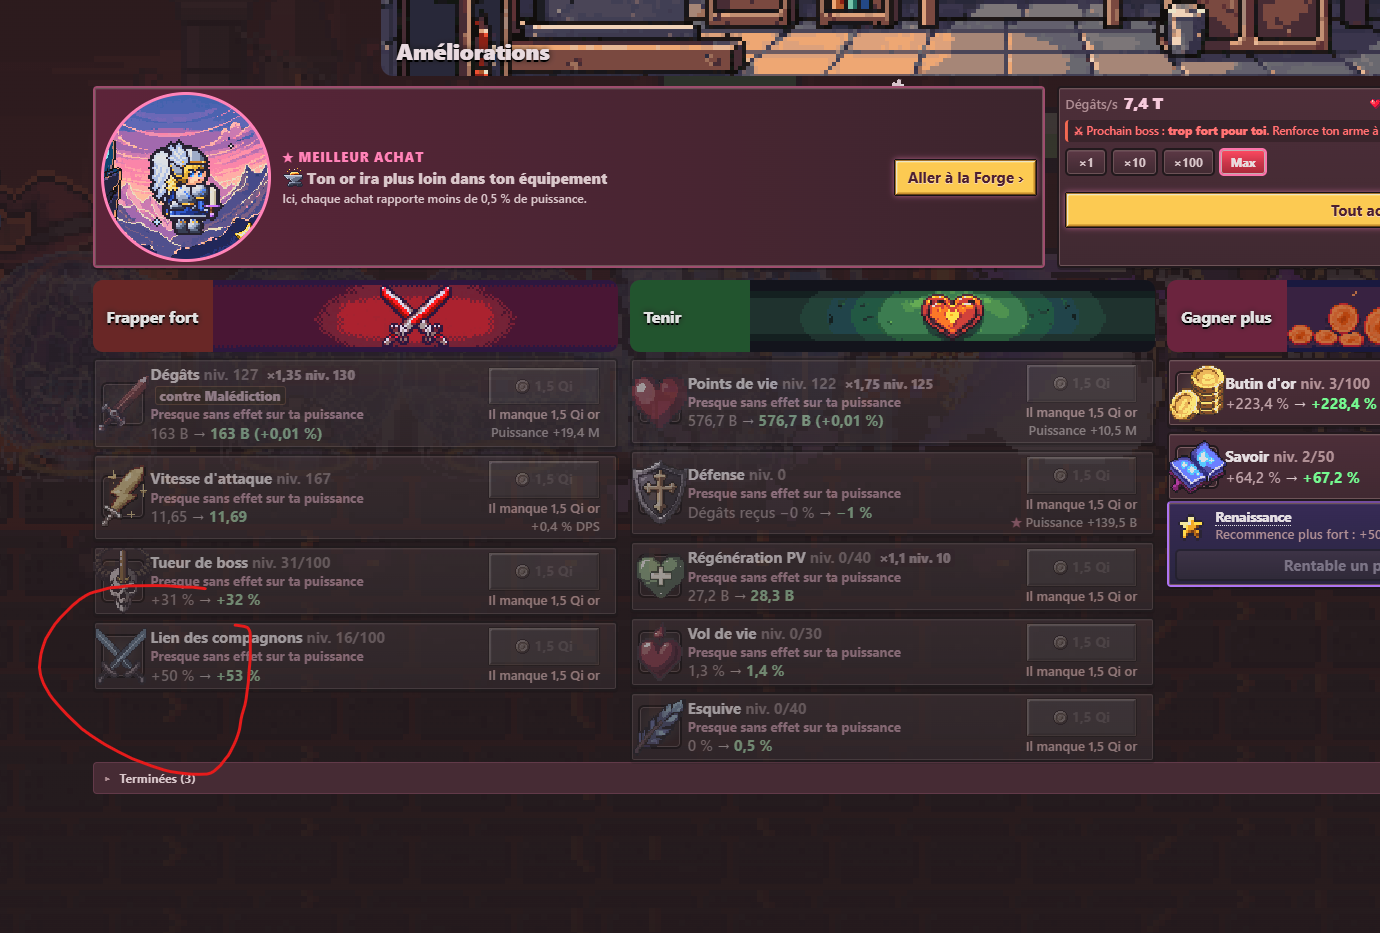 Améliorations
★ MEILLEUR ACHAT
Ton or ira plus loin dans ton équipement
Ici, chaque achat rapporte moins de 0,5 % de puissance.
Aller à la Forge ›
Dégâts/s 7,4 T
Prochain boss : trop fort pour toi. Renforce ton arme à
×1 ×10 ×100 Max
Tout
Frapper fort
Dégâts niv. 127 ×1,35 niv. 130
contre Malédiction
Presque sans effet sur ta puissance
163 B → 163 B (+0,01 %)
1,5 Qi
Il manque 1,5 Qi or
Puissance +19,4 M
Vitesse d'attaque niv. 167
Presque sans effet sur ta puissance
11,65 → 11,69
1,5 Qi
Il manque 1,5 Qi or
+0,4 % DPS
Tueur de boss niv. 31/100
Presque sans effet sur ta puissance
+31 % → +32 %
1,5 Qi
Il manque 1,5 Qi or
Lien des compagnons niv. 16/100
Presque sans effet sur ta puissance
+50 % → +53 %
1,5 Qi
Il manque 1,5 Qi or
Tenir
Points de vie niv. 122 ×1,75 niv. 125
Presque sans effet sur ta puissance
576,7 B → 576,7 B (+0,01 %)
1,5 Qi
Il manque 1,5 Qi or
Puissance +10,5 M
Défense niv. 0
Presque sans effet sur ta puissance
Dégâts reçus −0 % → −1 %
1,5 Qi
Il manque 1,5 Qi or
★ Puissance +139,5 B
Régénération PV niv. 0/40 ×1,1 niv. 10
Presque sans effet sur ta puissance
27,2 B → 28,3 B
1,5 Qi
Il manque 1,5 Qi or
Vol de vie niv. 0/30
Presque sans effet sur ta puissance
1,3 % → 1,4 %
1,5 Qi
Il manque 1,5 Qi or
Esquive niv. 0/40
Presque sans effet sur ta puissance
0 % → 0,5 %
1,5 Qi
Il manque 1,5 Qi or
Gagner plus
Butin d'or niv. 3/100
+223,4 % → +228,4 %
Savoir niv. 2/50
+64,2 % → +67,2 %
Renaissance
Recommence plus fort : +50
Rentable un
▸ Terminées (3)